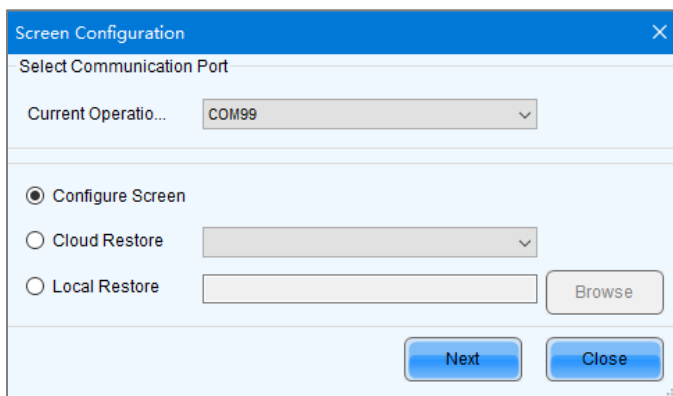 Screen Configuration
Select Communication Port
Current Operatio... COM99
Configure Screen
Cloud Restore
Local Restore Browse
Next Close